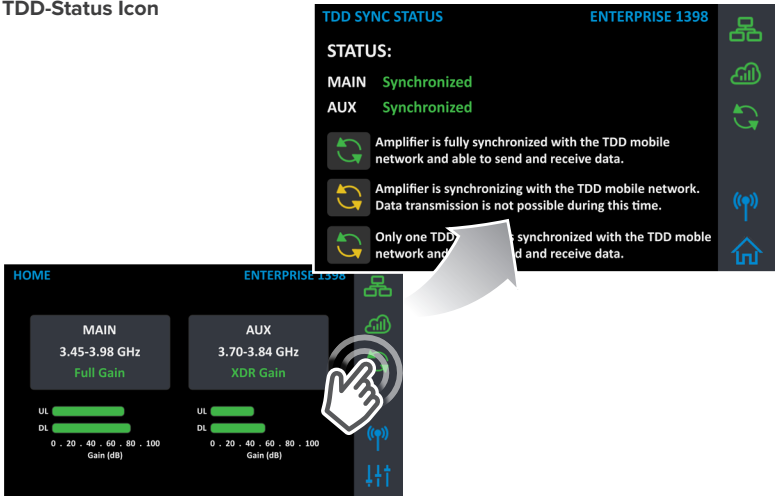 TDD-Status Icon
TDD SYNC STATUS
ENTERPRISE 1398
STATUS:
MAIN Synchronized
AUX Synchronized
Amplifier is fully synchronized with the TDD mobile
network and able to send and receive data.
Amplifier is synchronizing with the TDD mobile network.
Data transmission is not possible during this time.
Only one TDD synchronized with the TDD moble
network and and receive data.
HOME
ENTERPRISE 1398
MAIN
3.45-3.98 GHz
Full Gain
AUX
3.70-3.84 GHz
XDR Gain
UL
DL
0 . 20 . 40 . 60 . 80 . 100
Gain (dB)
UL
DL
0 . 20 . 40 . 60 . 80 . 100
Gain (dB)